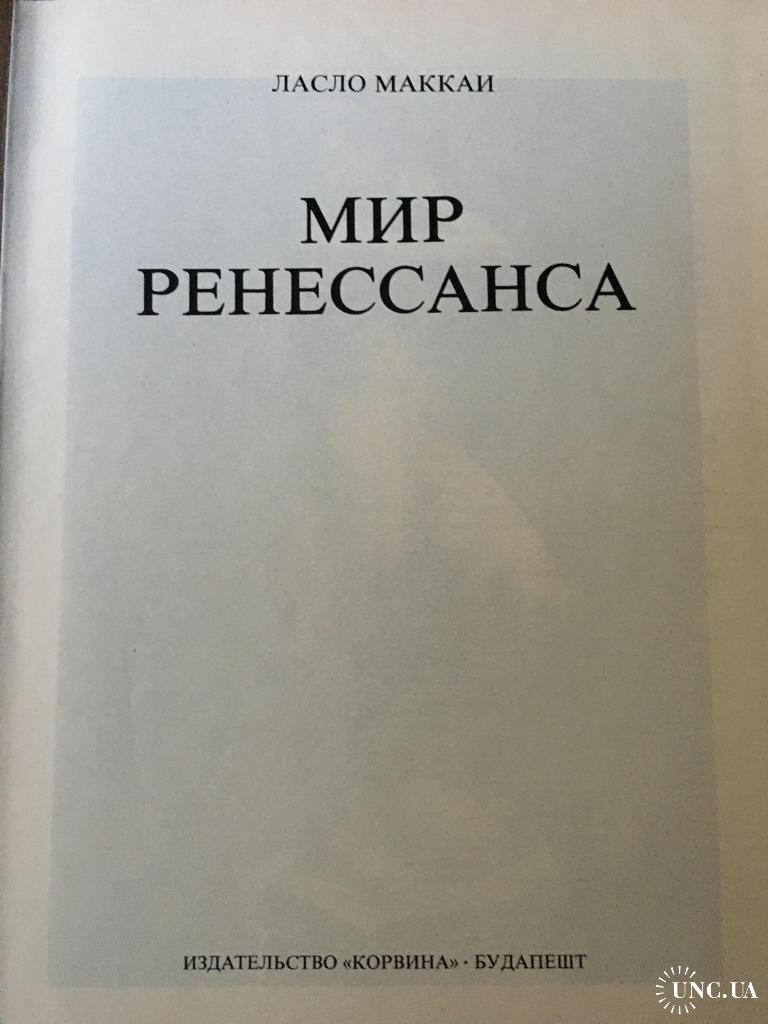 ЛАСЛО МАККАИ
МИР
РЕНЕССАНСА
ИЗДАТЕЛЬСТВО «КОРВИНА» · БУДАПЕШТ
UNC.UA